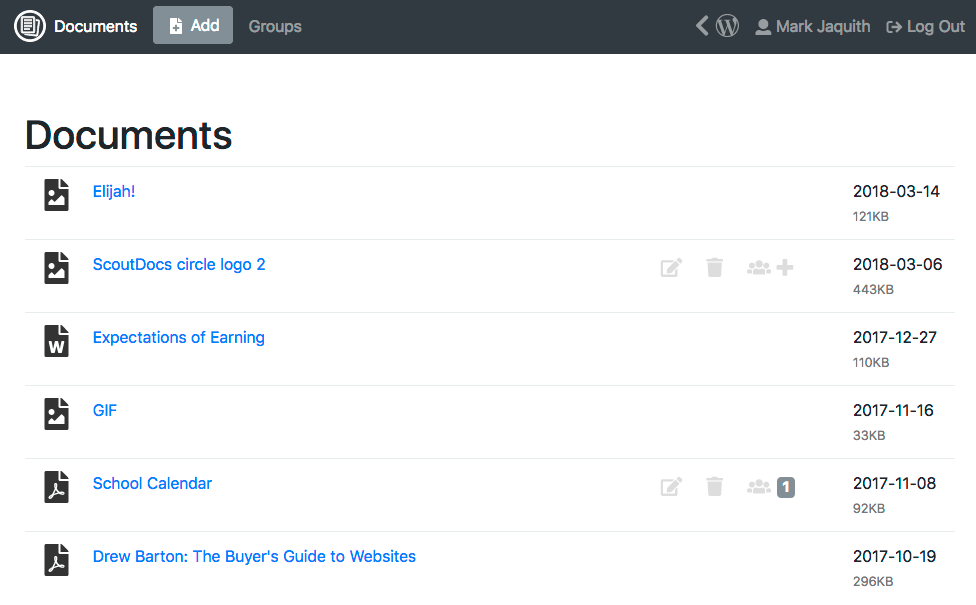 Documents Add Groups Mark Jaquith Log Out
Documents
Elijah! 2018-03-14
121KB
ScoutDocs circle logo 2 2018-03-06
443KB
W Expectations of Earning 2017-12-27
110KB
GIF 2017-11-16
33KB
School Calendar 1 2017-11-08
92KB
Drew Barton: The Buyer's Guide to Websites 2017-10-19
296KB